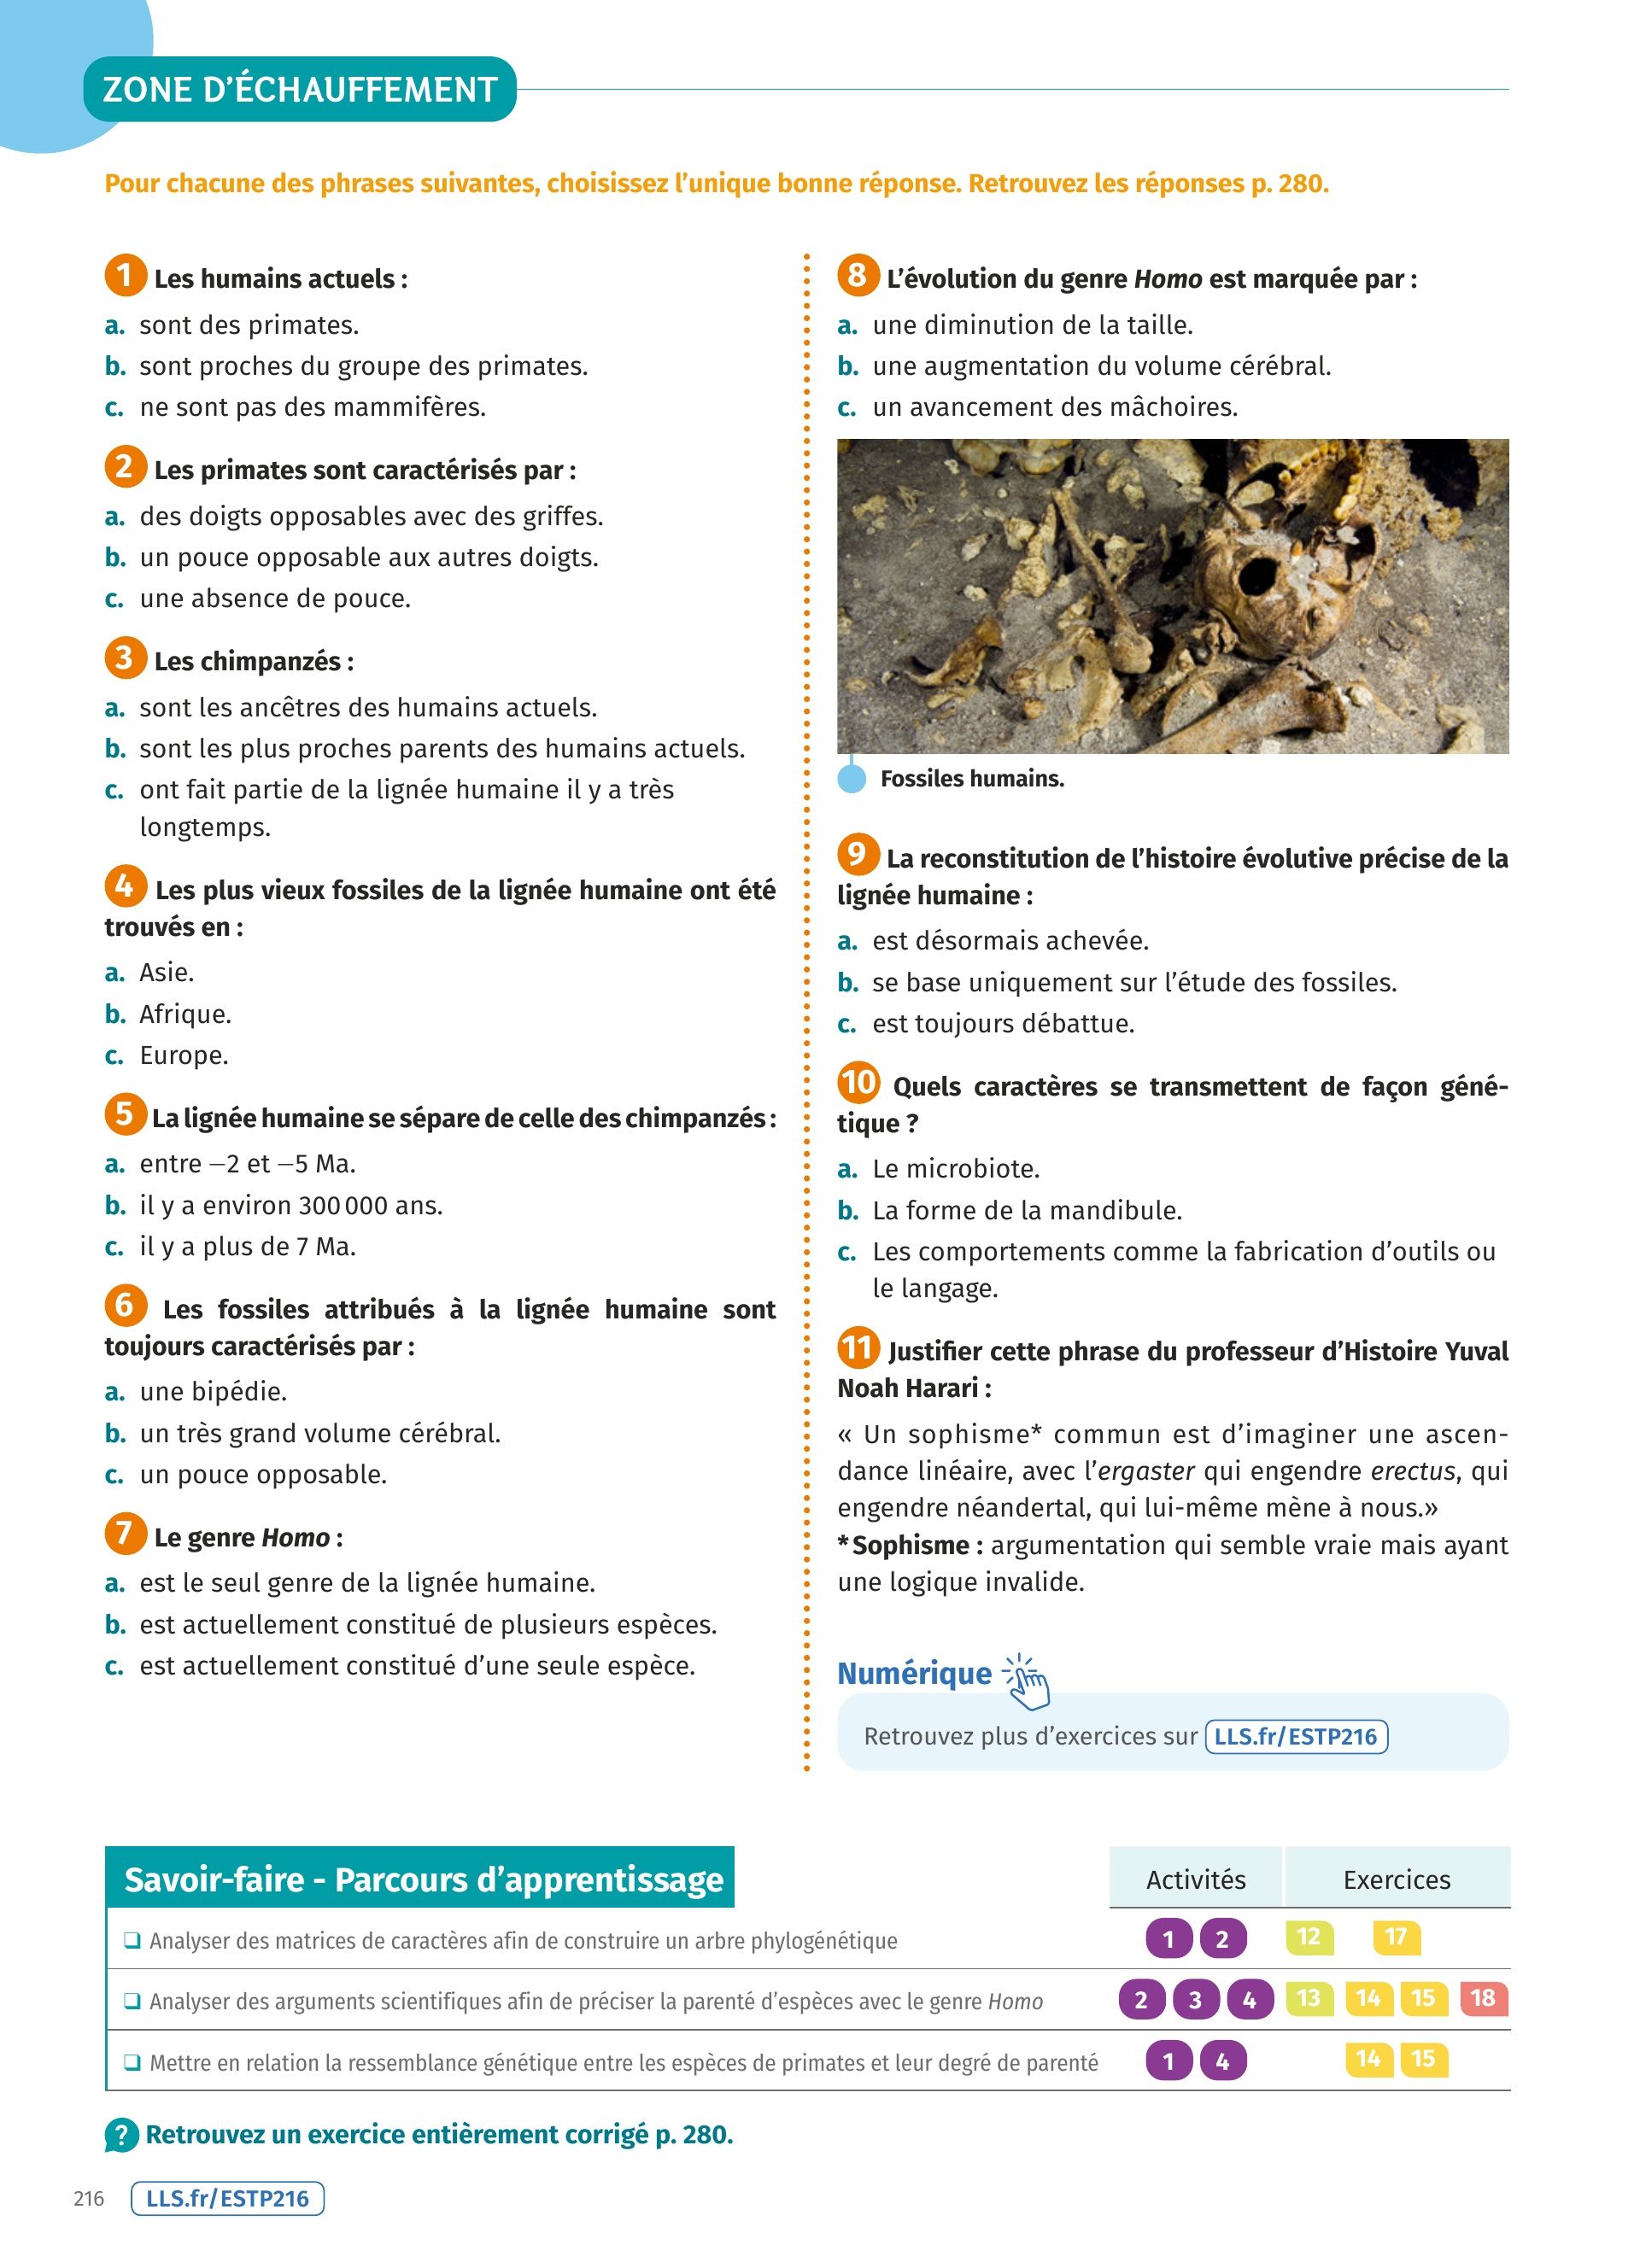 ZONE D'ÉCHAUFFEMENT
Pour chacune des phrases suivantes, choisissez l'unique bonne réponse. Retrouvez les réponses p. 280.
1 Les humains actuels :
a. sont des primates.
b. sont proches du groupe des primates.
c. ne sont pas des mammifères.
2 Les primates sont caractérisés par :
a. des doigts opposables avec des griffes.
b. un pouce opposable aux autres doigts.
c. une absence de pouce.
3 Les chimpanzés :
a. sont les ancêtres des humains actuels.
b. sont les plus proches parents des humains actuels.
c. ont fait partie de la lignée humaine il y a très
longtemps.
4 Les plus vieux fossiles de la lignée humaine ont été
trouvés en :
a. Asie.
b. Afrique.
c. Europe.
5 La lignée humaine se sépare de celle des chimpanzés :
a. entre −2 et −5 Ma.
b. il y a environ 300 000 ans.
c. il y a plus de 7 Ma.
6 Les fossiles attribués à la lignée humaine sont
toujours caractérisés par :
a. une bipédie.
b. un très grand volume cérébral.
c. un pouce opposable.
7 Le genre Homo :
a. est le seul genre de la lignée humaine.
b. est actuellement constitué de plusieurs espèces.
c. est actuellement constitué d'une seule espèce.
8 L'évolution du genre Homo est marquée par :
a. une diminution de la taille.
b. une augmentation du volume cérébral.
c. un avancement des mâchoires.
Fossiles humains.
9 La reconstitution de l'histoire évolutive précise de la
lignée humaine :
a. est désormais achevée.
b. se base uniquement sur l'étude des fossiles.
c. est toujours débattue.
10 Quels caractères se transmettent de façon géné-
tique ?
a. Le microbiote.
b. La forme de la mandibule.
c. Les comportements comme la fabrication d'outils ou
le langage.
11 Justifier cette phrase du professeur d'Histoire Yuval
Noah Harari :
« Un sophisme* commun est d'imaginer une ascen-
dance linéaire, avec l'ergaster qui engendre erectus, qui
engendre néandertal, qui lui-même mène à nous.»
* Sophisme : argumentation qui semble vraie mais ayant
une logique invalide.
Numérique
Retrouvez plus d'exercices sur LLS.fr/ESTP216
Savoir-faire - Parcours d'apprentissage Activités Exercices
❑ Analyser des matrices de caractères afin de construire un arbre phylogénétique 1 2 12 17
❑ Analyser des arguments scientifiques afin de préciser la parenté d'espèces avec le genre Homo 2 3 4 13 14 15 18
❑ Mettre en relation la ressemblance génétique entre les espèces de primates et leur degré de parenté 1 4 14 15
? Retrouvez un exercice entièrement corrigé p. 280.
216 LLS.fr/ESTP216